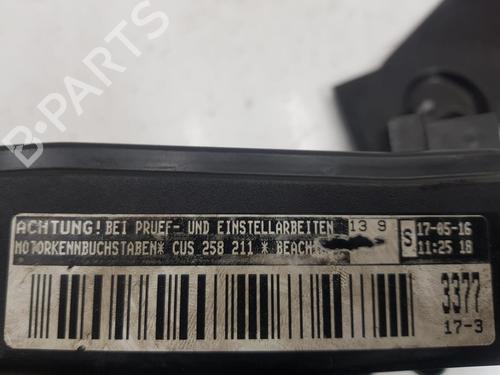 B-PARTS
ACHTUNG! BEI PRUEF- UND EINSTELLARBEITEN
MOTORKENNBUCHSTABEN* CUS 258 211 * BEACH
13 9
S
17-05-16
11:25 18
3377
17-3